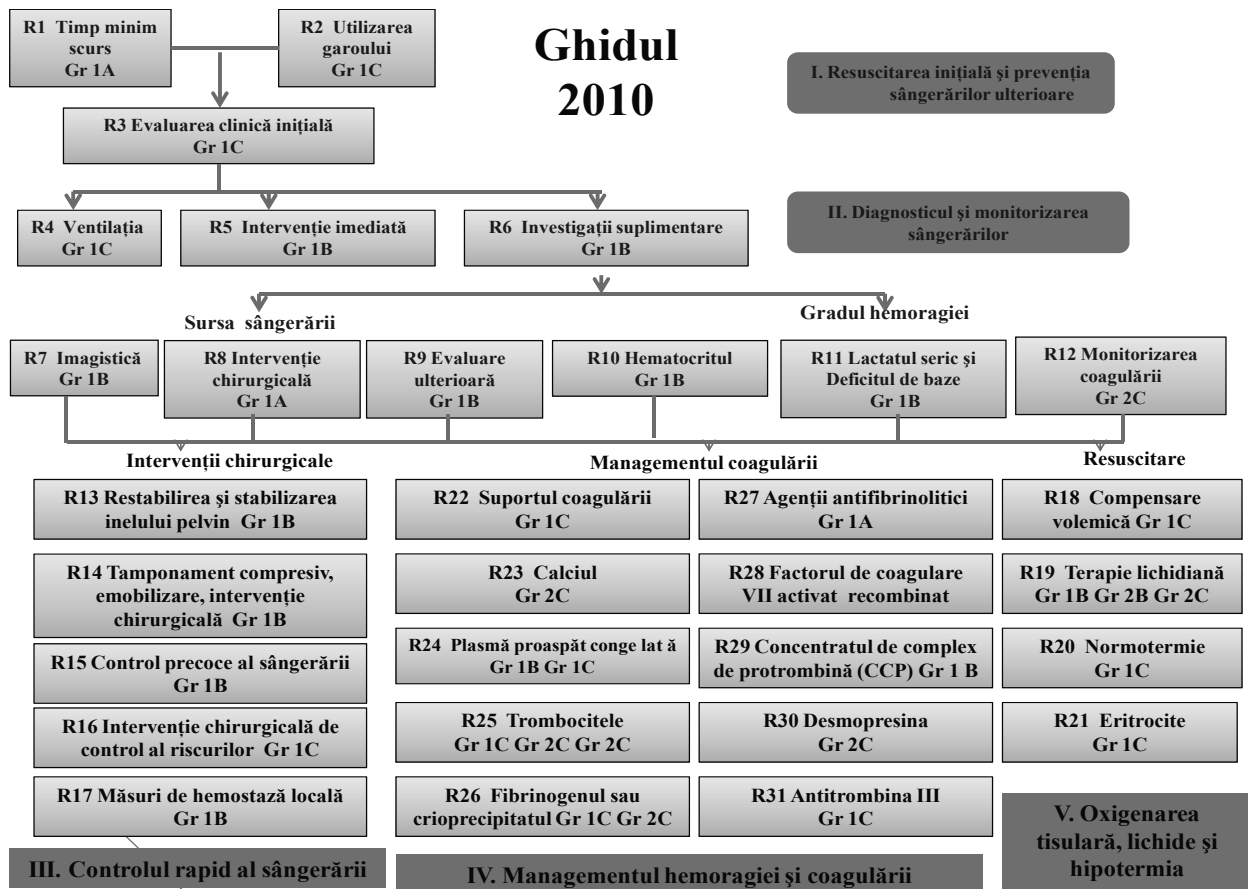 R1 Timp minim
scurs
Gr 1A
R2 Utilizarea
garoului
Gr 1C
Ghidul
2010
I. Resuscitarea inițială și prevenția
sângerărilor ulterioare
R3 Evaluarea clinică inițială
Gr 1C
R4 Ventilația
Gr 1C
R5 Intervenție imediată
Gr 1B
R6 Investigații suplimentare
Gr 1B
II. Diagnosticul și monitorizarea
sângerărilor
Sursa sângerării
Gradul hemoragiei
R7 Imagistică
Gr 1B
R8 Intervenție
chirurgicală
Gr 1A
R9 Evaluare
ulterioară
Gr 1B
R10 Hematocritul
Gr 1B
R11 Lactatul seric și
Deficitul de baze
Gr 1B
R12 Monitorizarea
coagulării
Gr 2C
Intervenții chirurgicale
Managementul coagulării
Resuscitare
R13 Restabilirea și stabilizarea
inelului pelvin Gr 1B
R14 Tamponament compresiv,
emobilizare, intervenție
chirurgicală Gr 1B
R15 Control precoce al sângerării
Gr 1B
R16 Intervenție chirurgicală de
control al riscurilor Gr 1C
R17 Măsuri de hemostază locală
Gr 1B
III. Controlul rapid al sângerării
R22 Suportul coagulării
Gr 1C
R23 Calciul
Gr 2C
R24 Plasmă proaspăt conge lat ă
Gr 1B Gr 1C
R25 Trombocitele
Gr 1C Gr 2C Gr 2C
R26 Fibrinogenul sau
crioprecipitatul Gr 1C Gr 2C
R27 Agenții antifibrinolitici
Gr 1A
R28 Factorul de coagulare
VII activat recombinat
R29 Concentratul de complex
de protrombină (CCP) Gr 1 B
R30 Desmopresina
Gr 2C
R31 Antitrombina III
Gr 1C
IV. Managementul hemoragiei și coagulării
R18 Compensare
volemică Gr 1C
R19 Terapie lichidiană
Gr 1B Gr 2B Gr 2C
R20 Normotermie
Gr 1C
R21 Eritrocite
Gr 1C
V. Oxigenarea
tisulară, lichide și
hipotermia